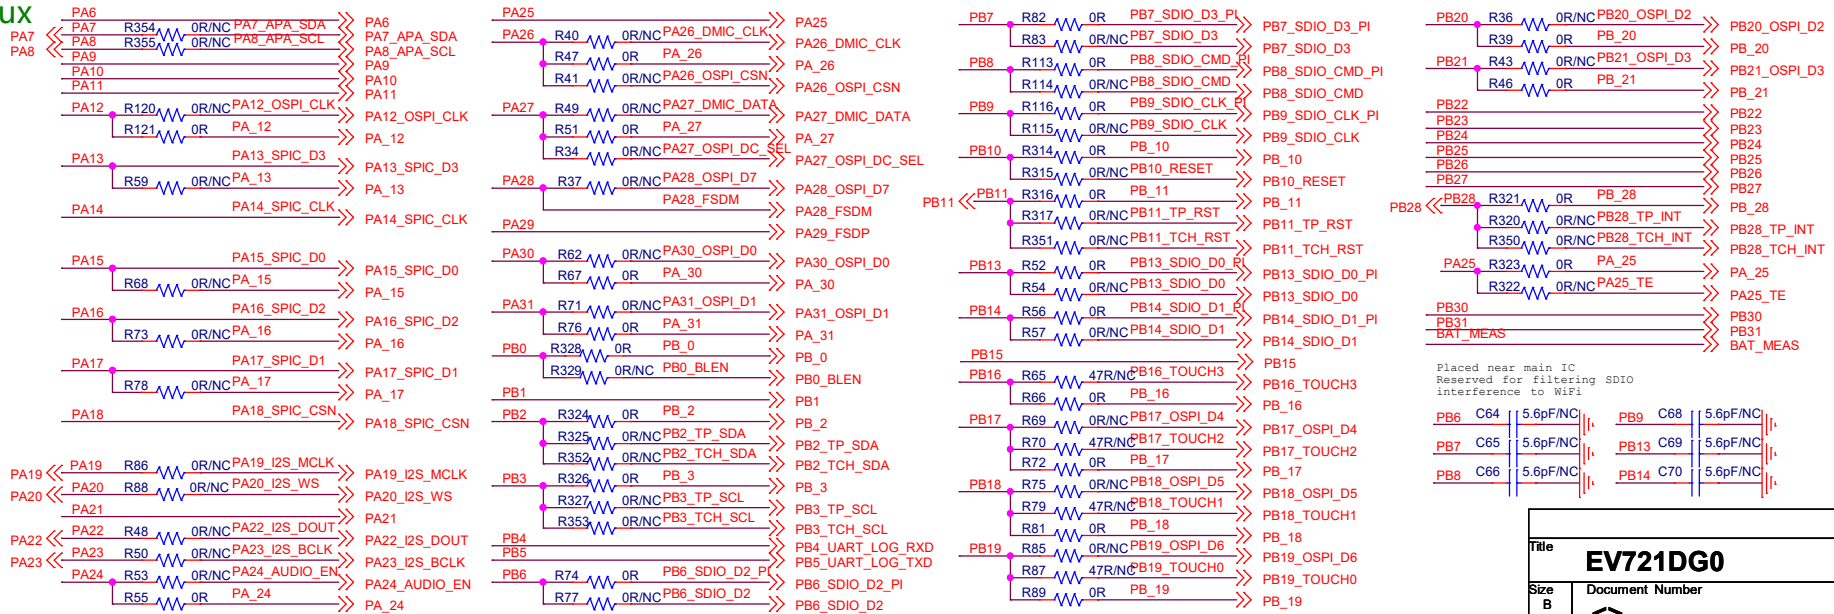 ux
PA6 PA6
PA7 PA7 R354 0R/NC PA7_APA_SDA PA7_APA_SDA
PA8 PA8 R355 0R/NC PA8_APA_SCL PA8_APA_SCL
PA9 PA9
PA10 PA10
PA11 PA11
PA12 R120 0R/NC PA12_OSPI_CLK PA12_OSPI_CLK
R121 0R PA_12 PA_12
PA13 PA13_SPIC_D3 PA13_SPIC_D3
R59 0R/NC PA_13 PA_13
PA14 PA14_SPIC_CLK PA14_SPIC_CLK
PA15 PA15_SPIC_D0 PA15_SPIC_D0
R68 0R/NC PA_15 PA_15
PA16 PA16_SPIC_D2 PA16_SPIC_D2
R73 0R/NC PA_16 PA_16
PA17 PA17_SPIC_D1 PA17_SPIC_D1
R78 0R/NC PA_17 PA_17
PA18 PA18_SPIC_CSN PA18_SPIC_CSN
PA19 PA19 R86 0R/NC PA19_I2S_MCLK PA19_I2S_MCLK
PA20 PA20 R88 0R/NC PA20_I2S_WS PA20_I2S_WS
PA21 PA21
PA22 PA22 R48 0R/NC PA22_I2S_DOUT PA22_I2S_DOUT
PA23 PA23 R50 0R/NC PA23_I2S_BCLK PA23_I2S_BCLK
PA24 R53 0R/NC PA24_AUDIO_EN PA24_AUDIO_EN
R55 0R PA_24 PA_24
PA25 PA25
PA26 R40 0R/NC PA26_DMIC_CLK PA26_DMIC_CLK
R47 0R PA_26 PA_26
R41 0R/NC PA26_OSPI_CSN PA26_OSPI_CSN
PA27 R49 0R/NC PA27_DMIC_DATA PA27_DMIC_DATA
R51 0R PA_27 PA_27
R34 0R/NC PA27_OSPI_DC_SEL PA27_OSPI_DC_SEL
PA28 R37 0R/NC PA28_OSPI_D7 PA28_OSPI_D7
PA28_FSDM PA28_FSDM
PA29 PA29_FSDP
PA30 R62 0R/NC PA30_OSPI_D0 PA30_OSPI_D0
R67 0R PA_30 PA_30
PA31 R71 0R/NC PA31_OSPI_D1 PA31_OSPI_D1
R76 0R PA_31 PA_31
PB0 R328 0R PB_0 PB_0
R329 0R/NC PB0_BLEN PB0_BLEN
PB1 PB1
PB2 R324 0R PB_2 PB_2
R325 0R/NC PB2_TP_SDA PB2_TP_SDA
R352 0R/NC PB2_TCH_SDA PB2_TCH_SDA
PB3 R326 0R PB_3 PB_3
R327 0R/NC PB3_TP_SCL PB3_TP_SCL
R353 0R/NC PB3_TCH_SCL PB3_TCH_SCL
PB4 PB4_UART_LOG_RXD
PB5 PB5_UART_LOG_TXD
PB6 R74 0R PB6_SDIO_D2_PI PB6_SDIO_D2_PI
R77 0R/NC PB6_SDIO_D2 PB6_SDIO_D2
PB7 R82 0R PB7_SDIO_D3_PI PB7_SDIO_D3_PI
R83 0R/NC PB7_SDIO_D3 PB7_SDIO_D3
PB8 R113 0R PB8_SDIO_CMD_PI PB8_SDIO_CMD_PI
R114 0R/NC PB8_SDIO_CMD PB8_SDIO_CMD
PB9 R116 0R PB9_SDIO_CLK_PI PB9_SDIO_CLK_PI
R115 0R/NC PB9_SDIO_CLK PB9_SDIO_CLK
PB10 R314 0R PB_10 PB_10
R315 0R/NC PB10_RESET PB10_RESET
PB11 PB11 R316 0R PB_11 PB_11
R317 0R/NC PB11_TP_RST PB11_TP_RST
R351 0R/NC PB11_TCH_RST PB11_TCH_RST
PB13 R52 0R PB13_SDIO_D0_PI PB13_SDIO_D0_PI
R54 0R/NC PB13_SDIO_D0 PB13_SDIO_D0
PB14 R56 0R PB14_SDIO_D1_PI PB14_SDIO_D1_PI
R57 0R/NC PB14_SDIO_D1 PB14_SDIO_D1
PB15 PB15
PB16 R65 47R/NC PB16_TOUCH3 PB16_TOUCH3
R66 0R PB_16 PB_16
PB17 R69 0R/NC PB17_OSPI_D4 PB17_OSPI_D4
R70 47R/NC PB17_TOUCH2 PB17_TOUCH2
R72 0R PB_17 PB_17
PB18 R75 0R/NC PB18_OSPI_D5 PB18_OSPI_D5
R79 47R/NC PB18_TOUCH1 PB18_TOUCH1
R81 0R PB_18 PB_18
PB19 R85 0R/NC PB19_OSPI_D6 PB19_OSPI_D6
R87 47R/NC PB19_TOUCH0 PB19_TOUCH0
R89 0R PB_19 PB_19
PB20 R36 0R/NC PB20_OSPI_D2 PB20_OSPI_D2
R39 0R PB_20 PB_20
PB21 R43 0R/NC PB21_OSPI_D3 PB21_OSPI_D3
R46 0R PB_21 PB_21
PB22 PB22
PB23 PB23
PB24 PB24
PB25 PB25
PB26 PB26
PB27 PB27
PB28 PB28 R321 0R PB_28 PB_28
R320 0R/NC PB28_TP_INT PB28_TP_INT
R350 0R/NC PB28_TCH_INT PB28_TCH_INT
PA25 R323 0R PA_25 PA_25
R322 0R/NC PA25_TE PA25_TE
PB30 PB30
PB31 PB31
BAT_MEAS BAT_MEAS
Placed near main IC
Reserved for filtering SDIO
interference to WiFi
PB6 C64 5.6pF/NC PB9 C68 5.6pF/NC
PB7 C65 5.6pF/NC PB13 C69 5.6pF/NC
PB8 C66 5.6pF/NC PB14 C70 5.6pF/NC
Title
EV721DG0
Size Document Number
B